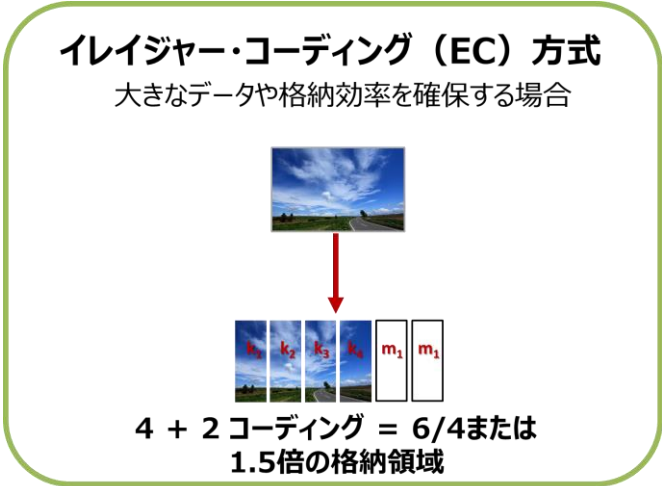 イレイジャー・コーディング（EC）方式
大きなデータや格納効率を確保する場合
k₁ k₂ k₃ k₄ m₁ m₁
4 + 2 コーディング = 6/4または
1.5倍の格納領域